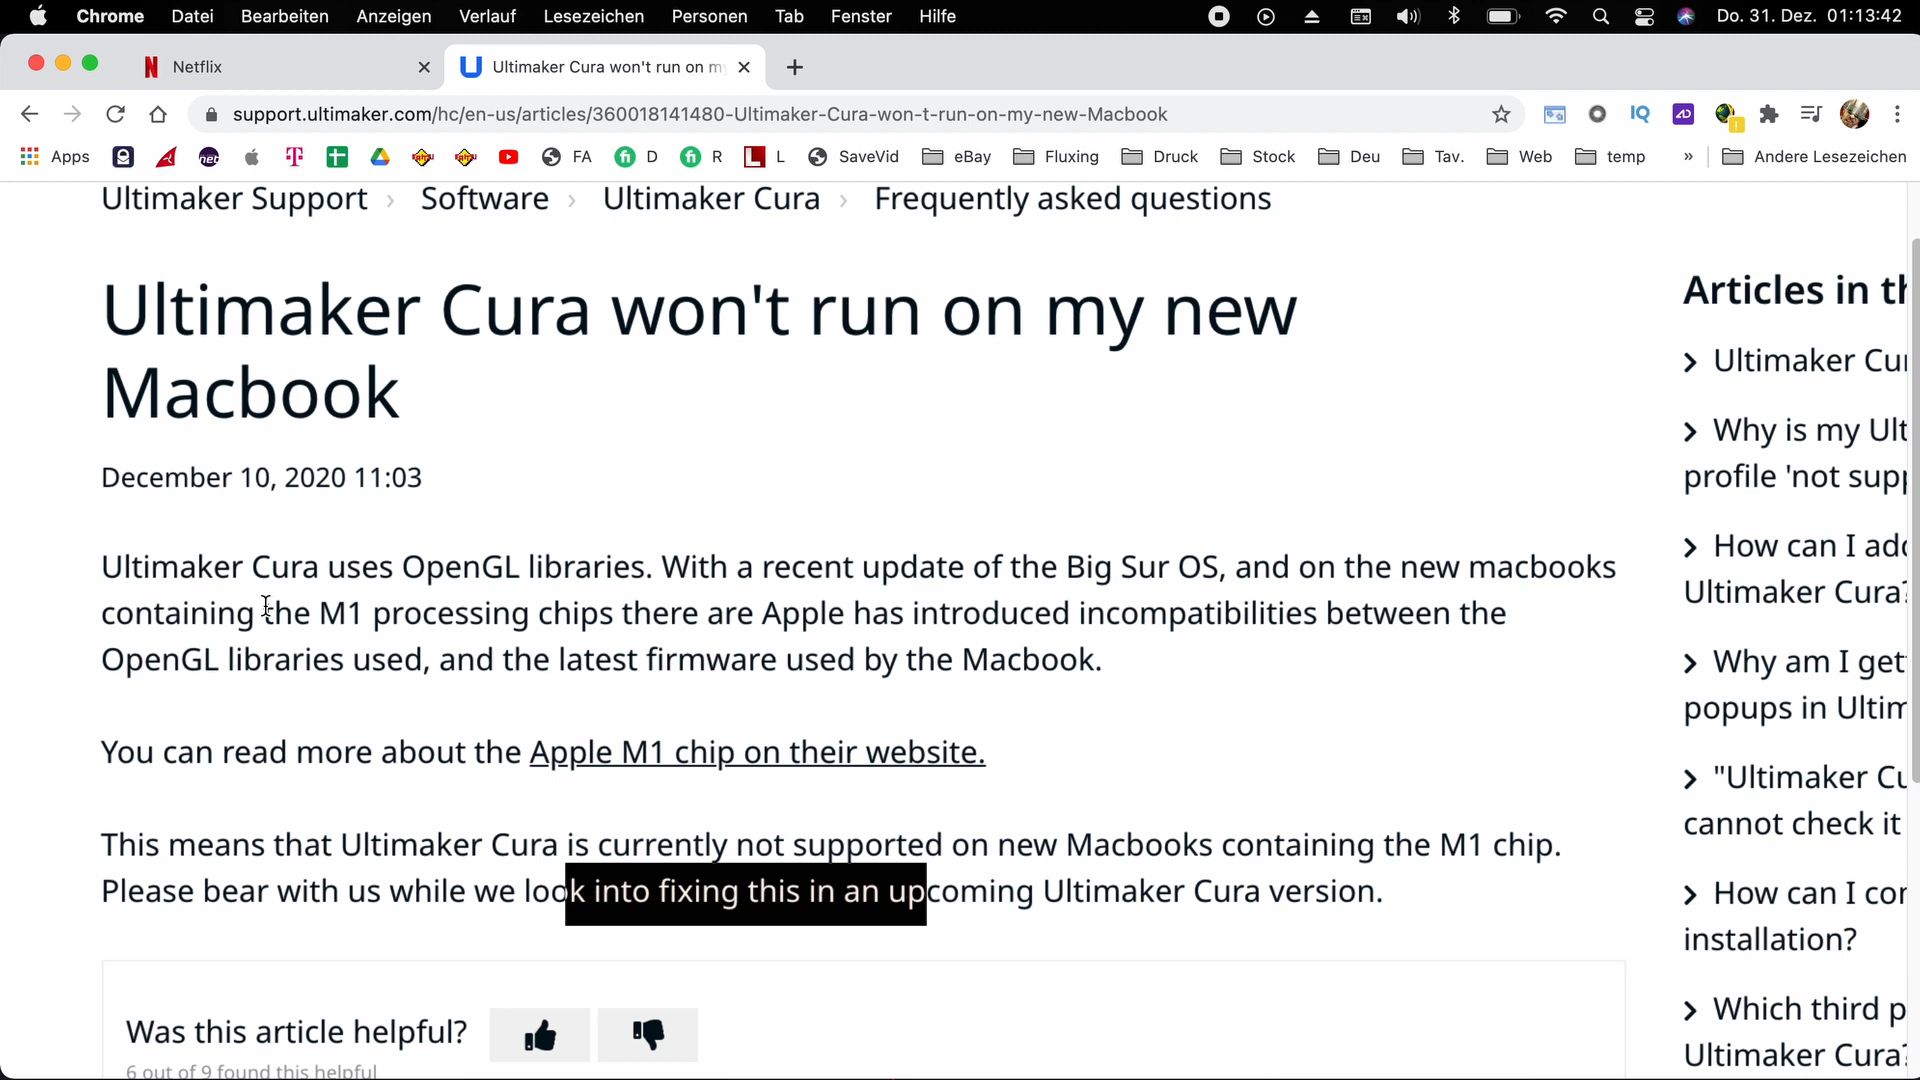 Chrome Datei Bearbeiten Anzeigen Verlauf Lesezeichen Personen Tab Fenster Hilfe Do. 31. Dez. 01:13:42
Netflix Ultimaker Cura won't run on my
support.ultimaker.com/hc/en-us/articles/360018141480-Ultimaker-Cura-won-t-run-on-my-new-Macbook
Apps FA D R L SaveVid eBay Fluxing Druck Stock Deu Tav. Web temp » Andere Lesezeichen
Ultimaker Support › Software › Ultimaker Cura › Frequently asked questions
Ultimaker Cura won't run on my new
Macbook
December 10, 2020 11:03
Ultimaker Cura uses OpenGL libraries. With a recent update of the Big Sur OS, and on the new macbooks
containing the M1 processing chips there are Apple has introduced incompatibilities between the
OpenGL libraries used, and the latest firmware used by the Macbook.
You can read more about the Apple M1 chip on their website.
This means that Ultimaker Cura is currently not supported on new Macbooks containing the M1 chip.
Please bear with us while we look into fixing this in an upcoming Ultimaker Cura version.
Was this article helpful?
6 out of 9 found this helpful
Articles in th
Ultimaker Cur
Why is my Ult
profile 'not supp
How can I add
Ultimaker Cura?
Why am I get
popups in Ultim
"Ultimaker Cu
cannot check it
How can I cor
installation?
Which third p
Ultimaker Cura?